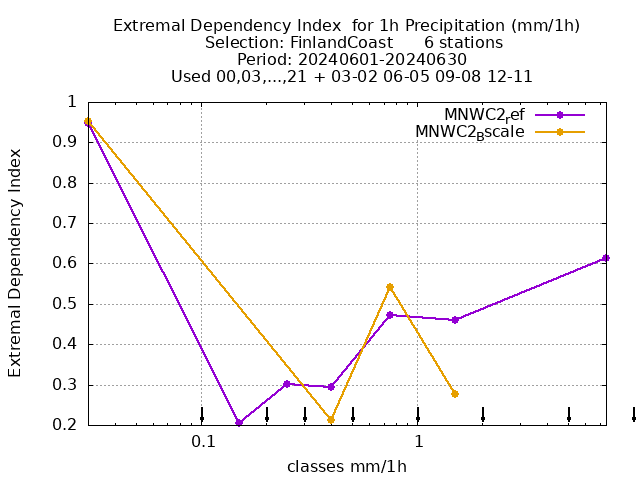 Extremal Dependency Index  for 1h Precipitation (mm/1h)
Selection: FinlandCoast      6 stations
Period: 20240601-20240630
Used 00,03,...,21 + 03-02 06-05 09-08 12-11
MNWC2ref
MNWC2Bscale
Extremal Dependency Index
1
0.9
0.8
0.7
0.6
0.5
0.4
0.3
0.2
0.1
1
classes mm/1h